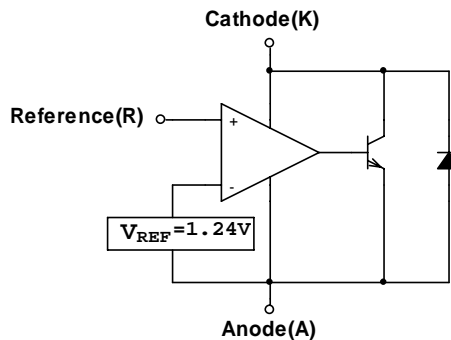 Cathode(K)
Reference(R)
+
-
VREF=1.24V
Anode(A)